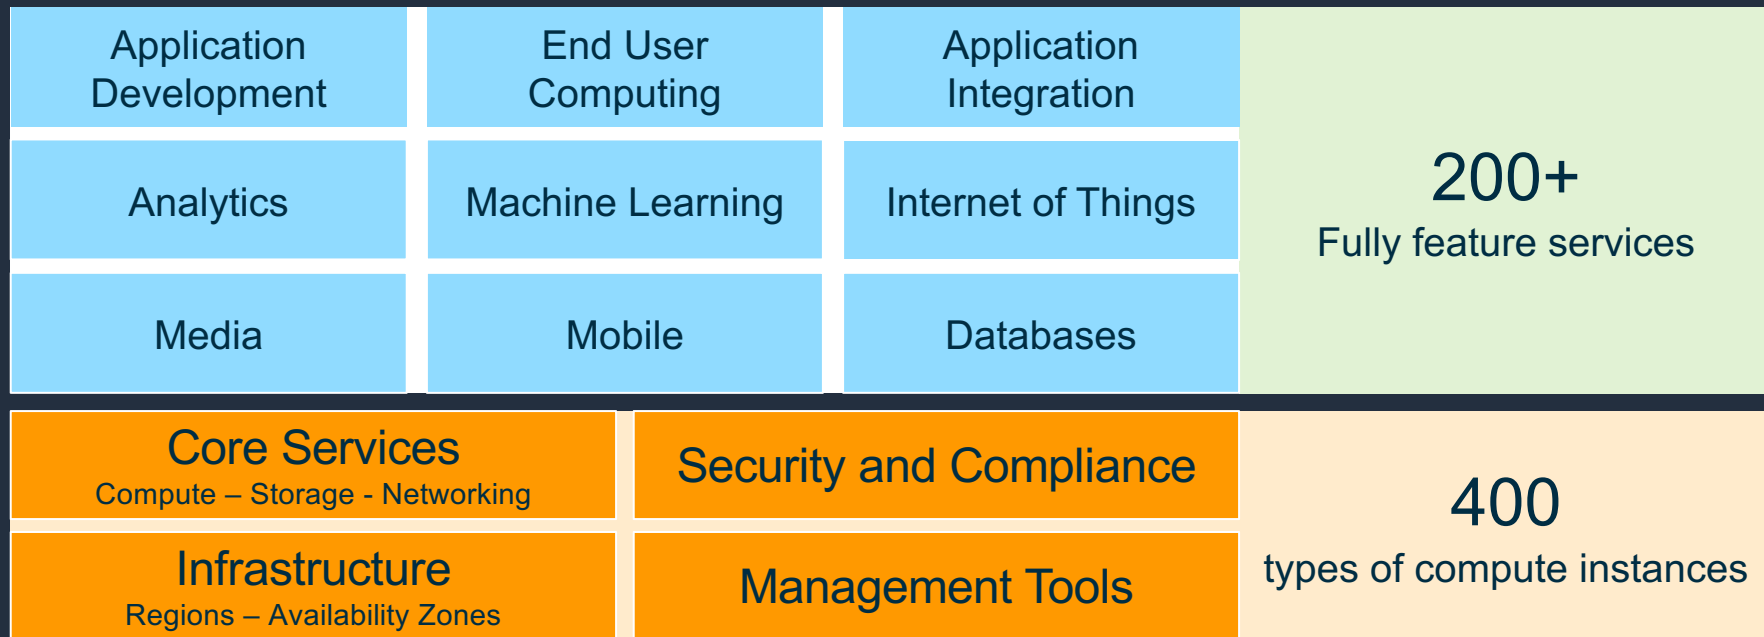 Application
Development
End User
Computing
Application
Integration
Analytics
Machine Learning
Internet of Things
Media
Mobile
Databases
200+
Fully feature services
Core Services
Compute – Storage - Networking
Security and Compliance
Infrastructure
Regions – Availability Zones
Management Tools
400
types of compute instances